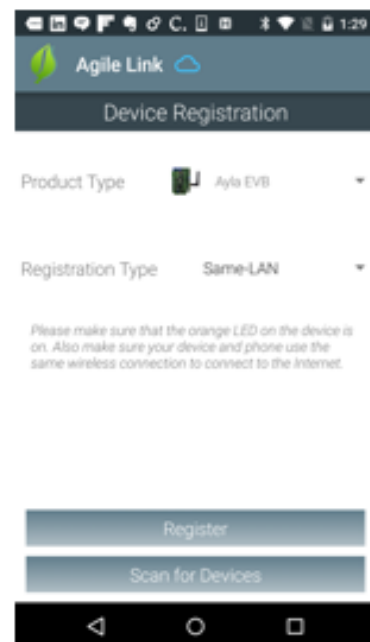 1:29
Agile Link
Device Registration
Product Type Ayla EVB
Registration Type Same-LAN
Please make sure that the orange LED on the device is
on. Also make sure your device and phone use the
same wireless connection to connect to the Internet.
Register
Scan for Devices